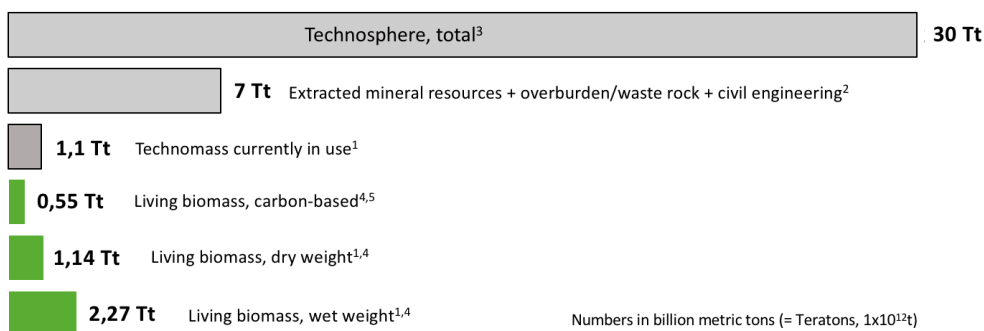 Technosphere, total³ 30 Tt
7 Tt Extracted mineral resources + overburden/waste rock + civil engineering²
1,1 Tt Technomass currently in use¹
0,55 Tt Living biomass, carbon-based⁴,⁵
1,14 Tt Living biomass, dry weight¹,⁴
2,27 Tt Living biomass, wet weight¹,⁴
Numbers in billion metric tons (= Teratons, 1x10¹²t)